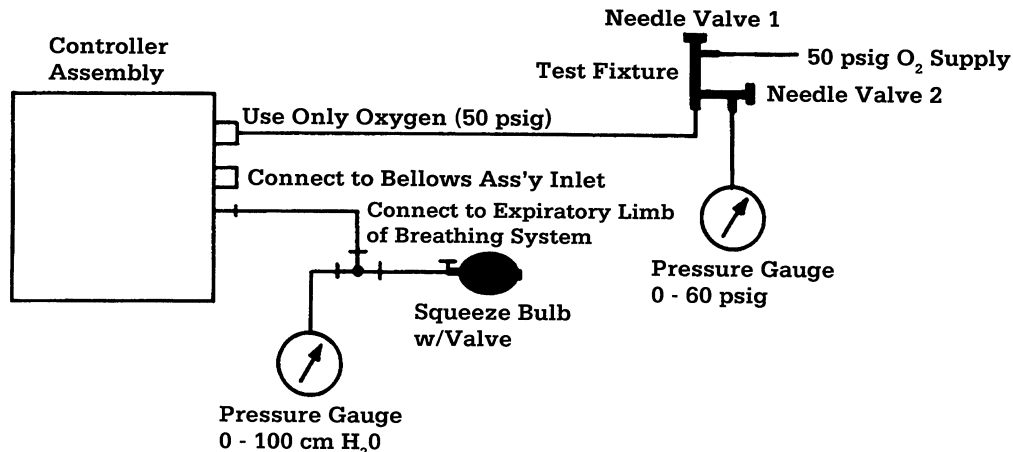 Needle Valve 1
Controller
Assembly
50 psig O₂ Supply
Test Fixture
Needle Valve 2
Use Only Oxygen (50 psig)
Connect to Bellows Ass'y Inlet
Connect to Expiratory Limb
of Breathing System
Pressure Gauge
0 - 60 psig
Squeeze Bulb
w/Valve
Pressure Gauge
0 - 100 cm H₂0